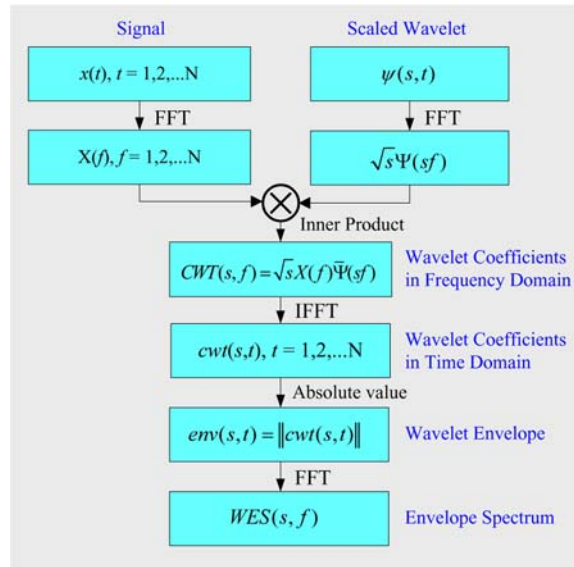 Signal
Scaled Wavelet
x(t), t = 1,2,...N
ψ(s,t)
FFT
FFT
X(f), f = 1,2,...N
√sΨ(sf)
Inner Product
CWT(s, f) = √sX(f)Ψ̄(sf)
Wavelet Coefficients
in Frequency Domain
IFFT
cwt(s,t), t = 1,2,...N
Wavelet Coefficients
in Time Domain
Absolute value
env(s,t) = ‖cwt(s,t)‖
Wavelet Envelope
FFT
WES(s, f)
Envelope Spectrum